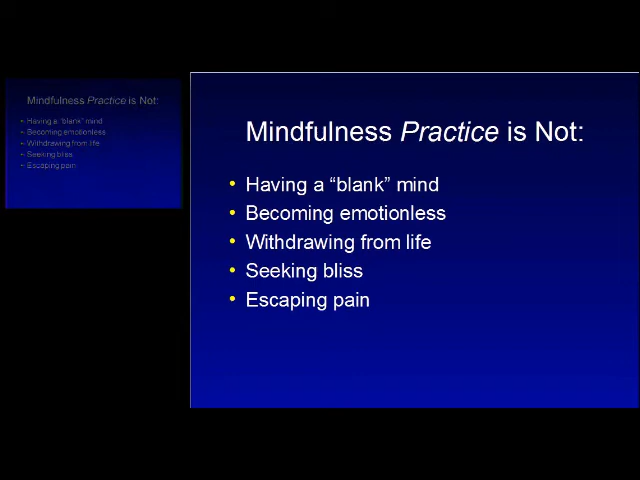 Mindfulness Practice is Not:
~ Having a "blank" mind
~ Becoming emotionless
~ Withdrawing from life
~ Seeking bliss
~ Escaping pain
Mindfulness Practice is Not:
• Having a “blank” mind
• Becoming emotionless
• Withdrawing from life
• Seeking bliss
• Escaping pain